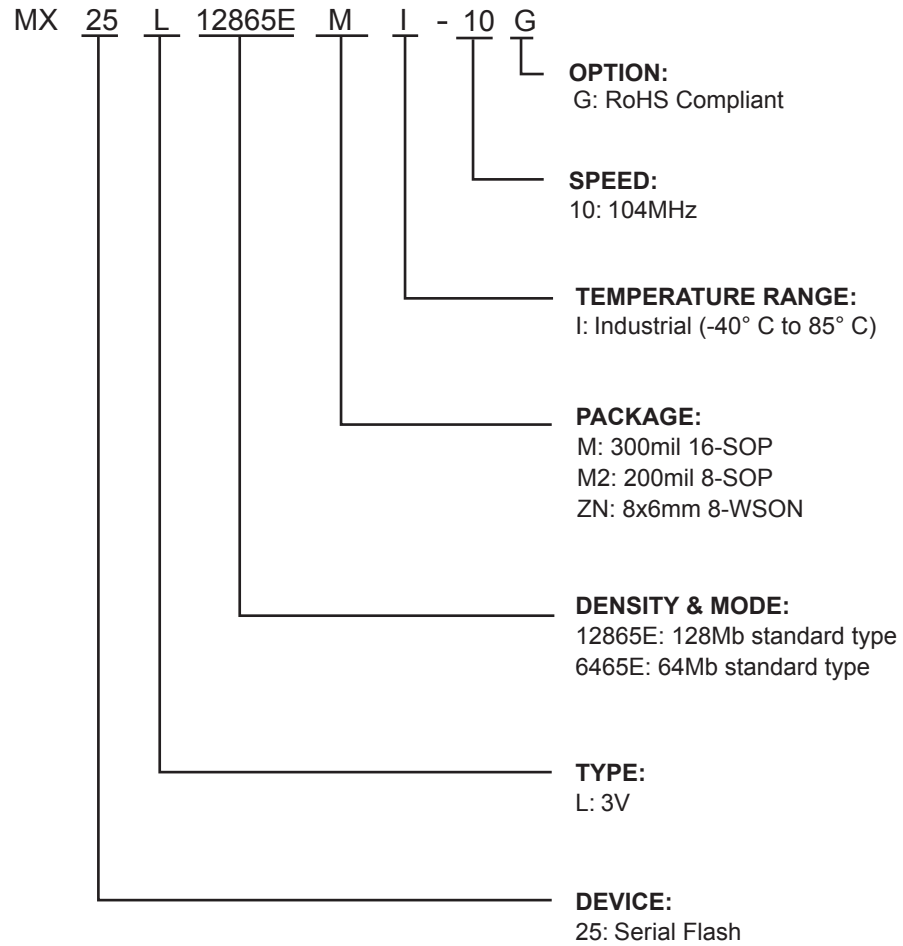 MX 25 L 12865E M I - 10 G
OPTION:
G: RoHS Compliant
SPEED:
10: 104MHz
TEMPERATURE RANGE:
I: Industrial (-40° C to 85° C)
PACKAGE:
M: 300mil 16-SOP
M2: 200mil 8-SOP
ZN: 8x6mm 8-WSON
DENSITY & MODE:
12865E: 128Mb standard type
6465E: 64Mb standard type
TYPE:
L: 3V
DEVICE:
25: Serial Flash